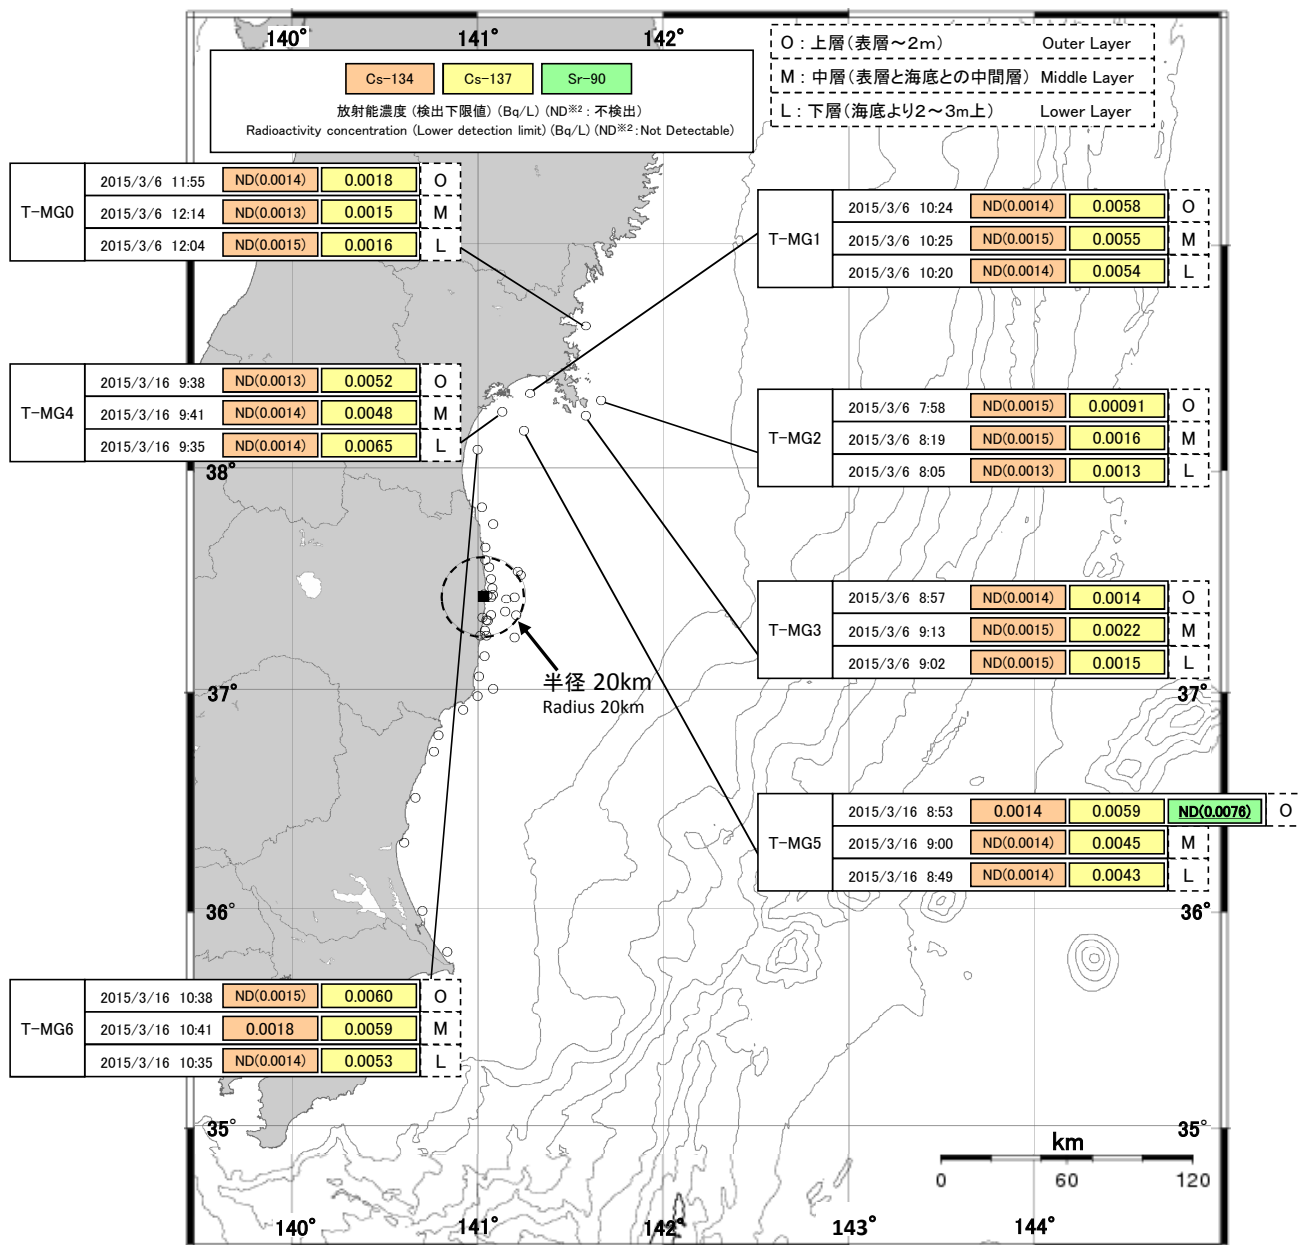 140° 141° 142°
Cs-134 Cs-137 Sr-90
放射能濃度 (検出下限値) (Bq/L) (ND※2 : 不検出)
Radioactivity concentration (Lower detection limit) (Bq/L) (ND※2 : Not Detectable)
O : 上層(表層～2m) Outer Layer
M : 中層(表層と海底との中間層) Middle Layer
L : 下層(海底より2～3m上) Lower Layer
T-MG0
2015/3/6 11:55 ND(0.0014) 0.0018 O
2015/3/6 12:14 ND(0.0013) 0.0015 M
2015/3/6 12:04 ND(0.0015) 0.0016 L
T-MG1
2015/3/6 10:24 ND(0.0014) 0.0058 O
2015/3/6 10:25 ND(0.0015) 0.0055 M
2015/3/6 10:20 ND(0.0014) 0.0054 L
T-MG4
2015/3/16 9:38 ND(0.0013) 0.0052 O
2015/3/16 9:41 ND(0.0014) 0.0048 M
2015/3/16 9:35 ND(0.0014) 0.0065 L
T-MG2
2015/3/6 7:58 ND(0.0015) 0.00091 O
2015/3/6 8:19 ND(0.0015) 0.0016 M
2015/3/6 8:05 ND(0.0013) 0.0013 L
38° 38°
T-MG3
2015/3/6 8:57 ND(0.0014) 0.0014 O
2015/3/6 9:13 ND(0.0015) 0.0022 M
2015/3/6 9:02 ND(0.0015) 0.0015 L
半径 20km
Radius 20km
37° 37°
T-MG5
2015/3/16 8:53 0.0014 0.0059 ND(0.0076) O
2015/3/16 9:00 ND(0.0014) 0.0045 M
2015/3/16 8:49 ND(0.0014) 0.0043 L
36° 36°
T-MG6
2015/3/16 10:38 ND(0.0015) 0.0060 O
2015/3/16 10:41 0.0018 0.0059 M
2015/3/16 10:35 ND(0.0014) 0.0053 L
35° 35°
km
0 60 120
140° 141° 142° 143° 144°